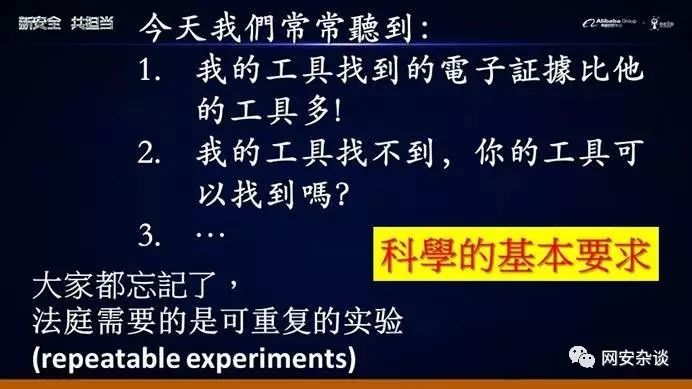 新安全 共担当
Alibaba Group
今天我們常常聽到:
1. 我的工具找到的電子証據比他
的工具多!
2. 我的工具找不到, 你的工具可
以找到嗎?
3. …
科學的基本要求
大家都忘記了,
法庭需要的是可重复的实验
(repeatable experiments)
网安杂谈